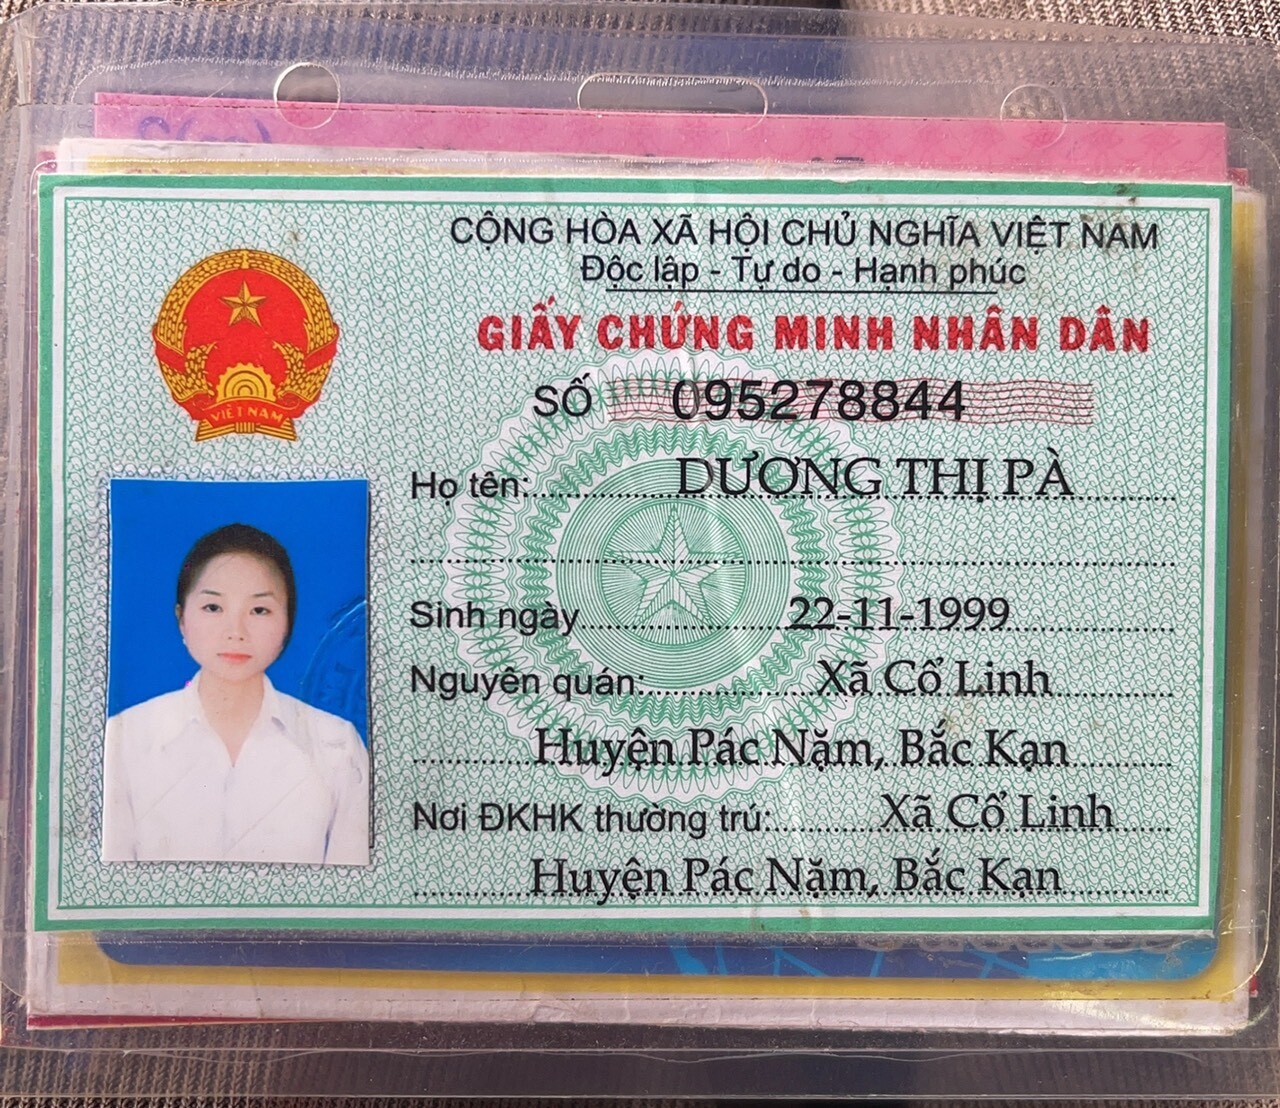 CỘNG HÒA XÃ HỘI CHỦ NGHĨA VIỆT NAM
Độc lập - Tự do - Hạnh phúc
GIẤY CHỨNG MINH NHÂN DÂN
SỐ 095278844
VIỆT NAM
Họ tên: DƯƠNG THỊ PÀ
Sinh ngày 22-11-1999
Nguyên quán: Xã Cổ Linh
Huyện Pác Nặm, Bắc Kạn
Nơi ĐKHK thường trú: Xã Cổ Linh
Huyện Pác Nặm, Bắc Kạn